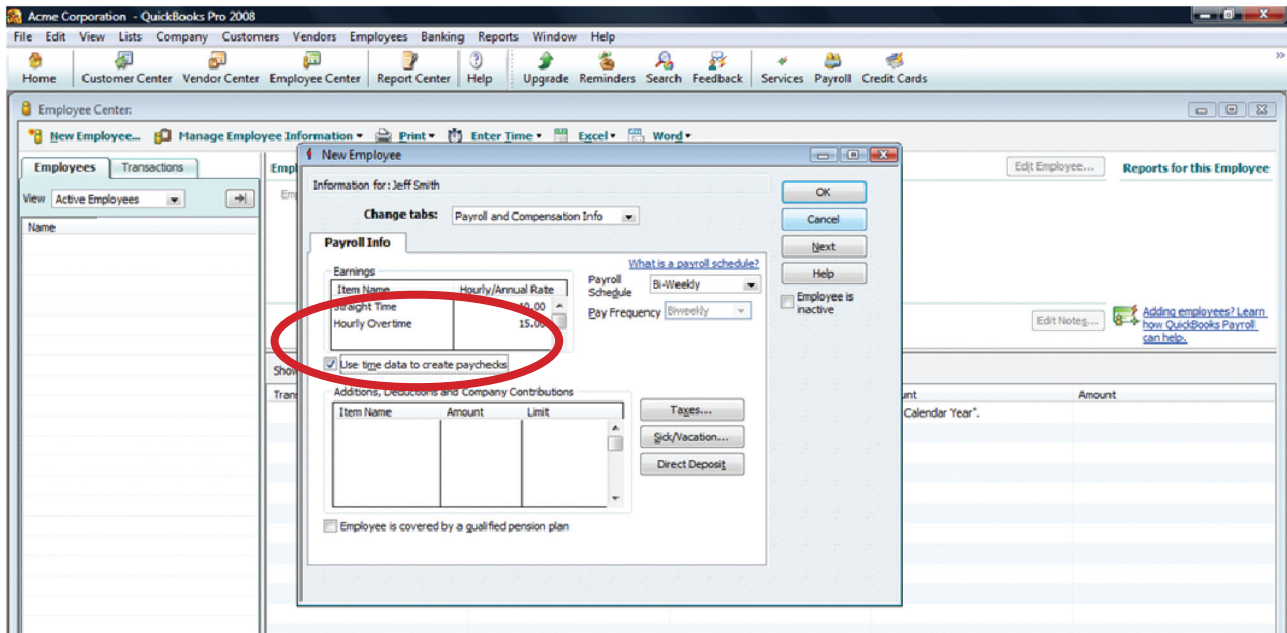 Acme Corporation - QuickBooks Pro 2008
File Edit View Lists Company Customers Vendors Employees Banking Reports Window Help
Home Customer Center Vendor Center Employee Center Report Center Help Upgrade Reminders Search Feedback Services Payroll Credit Cards
Employee Center:
New Employee... Manage Employee Information Print Enter Time Excel Word
Employees Transactions
View Active Employees
Name
Edit Employee... Reports for this Employee
Edit Notes...
Adding employees? Learn
how QuickBooks Payroll
can help.
Amount
Calendar Year".
New Employee
Information for: Jeff Smith
Change tabs: Payroll and Compensation Info
OK
Cancel
Next
Help
Employee is
inactive
Payroll Info
What is a payroll schedule?
Earnings
Item Name Hourly/Annual Rate
Straight Time 10.00
Hourly Overtime 15.00
Payroll
Schedule Bi-Weekly
Pay Frequency Biweekly
Use time data to create paychecks
Additions, Deductions and Company Contributions
Item Name Amount Limit
Taxes...
Sick/Vacation...
Direct Deposit
Employee is covered by a qualified pension plan